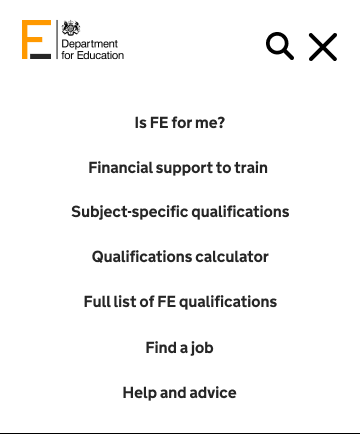 Department
for Education
Is FE for me?
Financial support to train
Subject-specific qualifications
Qualifications calculator
Full list of FE qualifications
Find a job
Help and advice